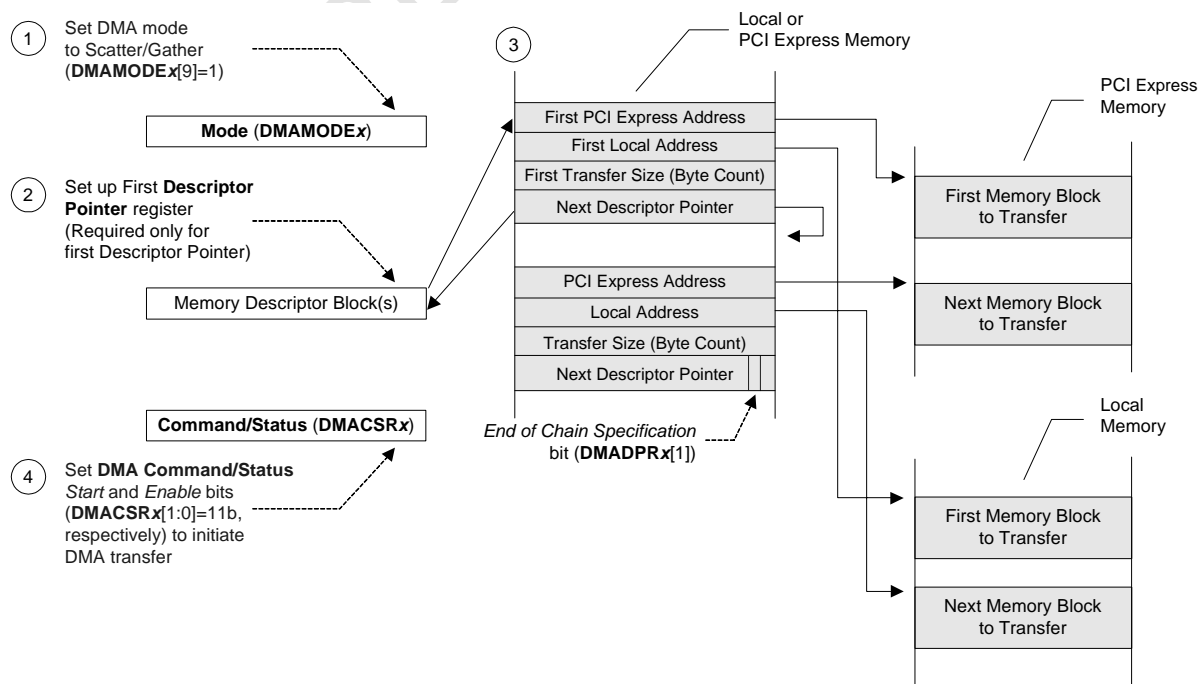 1
Set DMA mode
to Scatter/Gather
(DMAMODEx[9]=1)
Mode (DMAMODEx)
2
Set up First Descriptor
Pointer register
(Required only for
first Descriptor Pointer)
Memory Descriptor Block(s)
Command/Status (DMACSRx)
4
Set DMA Command/Status
Start and Enable bits
(DMACSRx[1:0]=11b,
respectively) to initiate
DMA transfer
3
Local or
PCI Express Memory
First PCI Express Address
First Local Address
First Transfer Size (Byte Count)
Next Descriptor Pointer
PCI Express Address
Local Address
Transfer Size (Byte Count)
Next Descriptor Pointer
End of Chain Specification
bit (DMADPRx[1])
PCI Express
Memory
First Memory Block
to Transfer
Next Memory Block
to Transfer
Local
Memory
First Memory Block
to Transfer
Next Memory Block
to Transfer